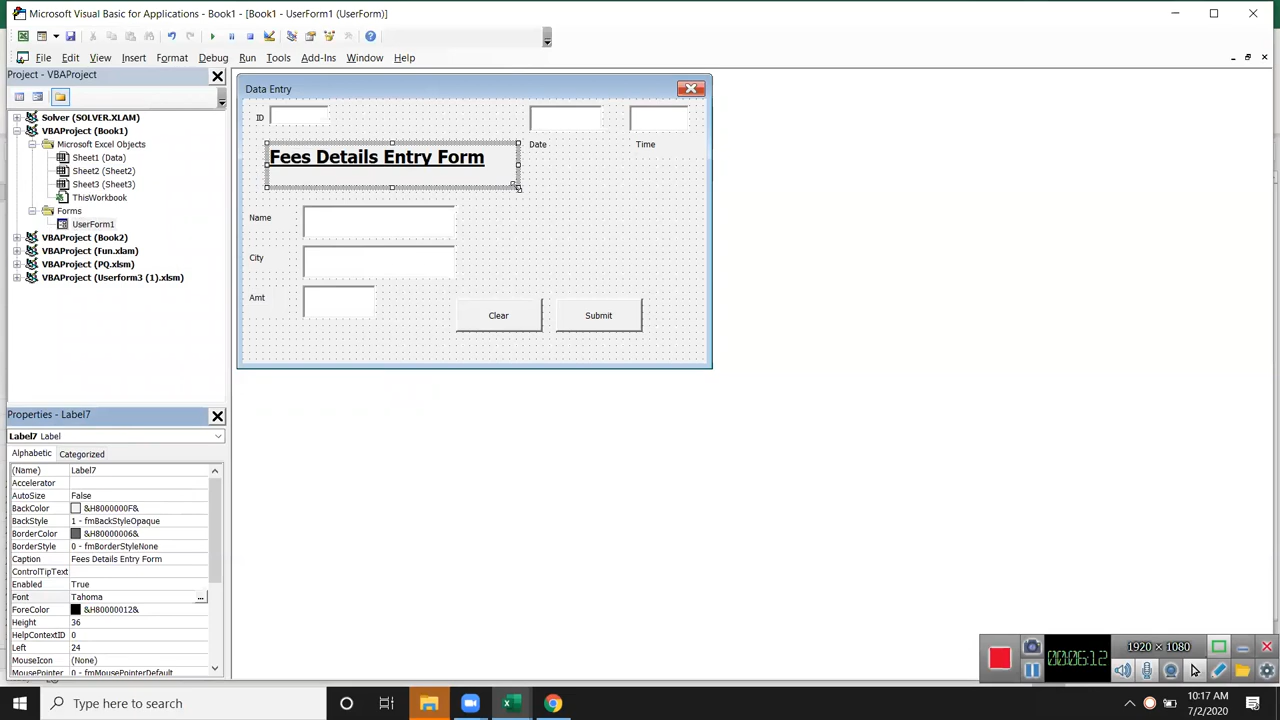 Microsoft Visual Basic for Applications - Book1 - [Book1 - UserForm1 (UserForm)]
File Edit View Insert Format Debug Run Tools Add-Ins Window Help
Project - VBAProject
Solver (SOLVER.XLAM)
VBAProject (Book1)
Microsoft Excel Objects
Sheet1 (Data)
Sheet2 (Sheet2)
Sheet3 (Sheet3)
ThisWorkbook
Forms
UserForm1
VBAProject (Book2)
VBAProject (Fun.xlam)
VBAProject (PQ.xlsm)
VBAProject (Userform3 (1).xlsm)
Data Entry
ID
Date Time
Fees Details Entry Form
Name
City
Amt
Clear Submit
Properties - Label7
Label7 Label
Alphabetic Categorized
(Name) Label7
Accelerator
AutoSize False
BackColor &H8000000F&
BackStyle 1 - fmBackStyleOpaque
BorderColor &H80000006&
BorderStyle 0 - fmBorderStyleNone
Caption Fees Details Entry Form
ControlTipText
Enabled True
Font Tahoma ...
ForeColor &H80000012&
Height 36
HelpContextID 0
Left 24
MouseIcon (None)
MousePointer 0 - fmMousePointerDefault
00:06:12
1920 × 1080
Type here to search
10:17 AM
7/2/2020